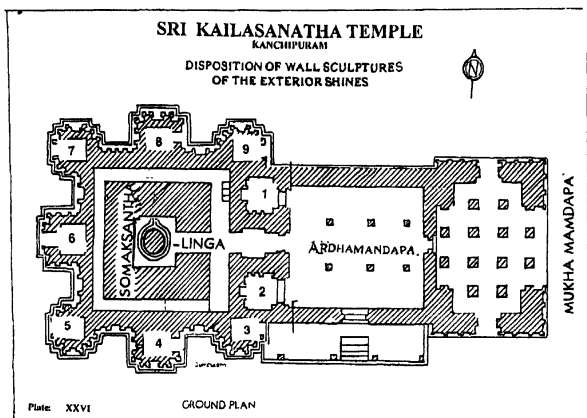 SRI KAILASANATHA TEMPLE
KANCHIPURAM
DISPOSITION OF WALL SCULPTURES
OF THE EXTERIOR SHINES
N
7
8
9
1
6
SOMAKSANTHA
LINGA
ARDHAMANDAPA.
MUKHA MAMDAPA
2
5
4
3
Plate: XXVI
GROUND PLAN